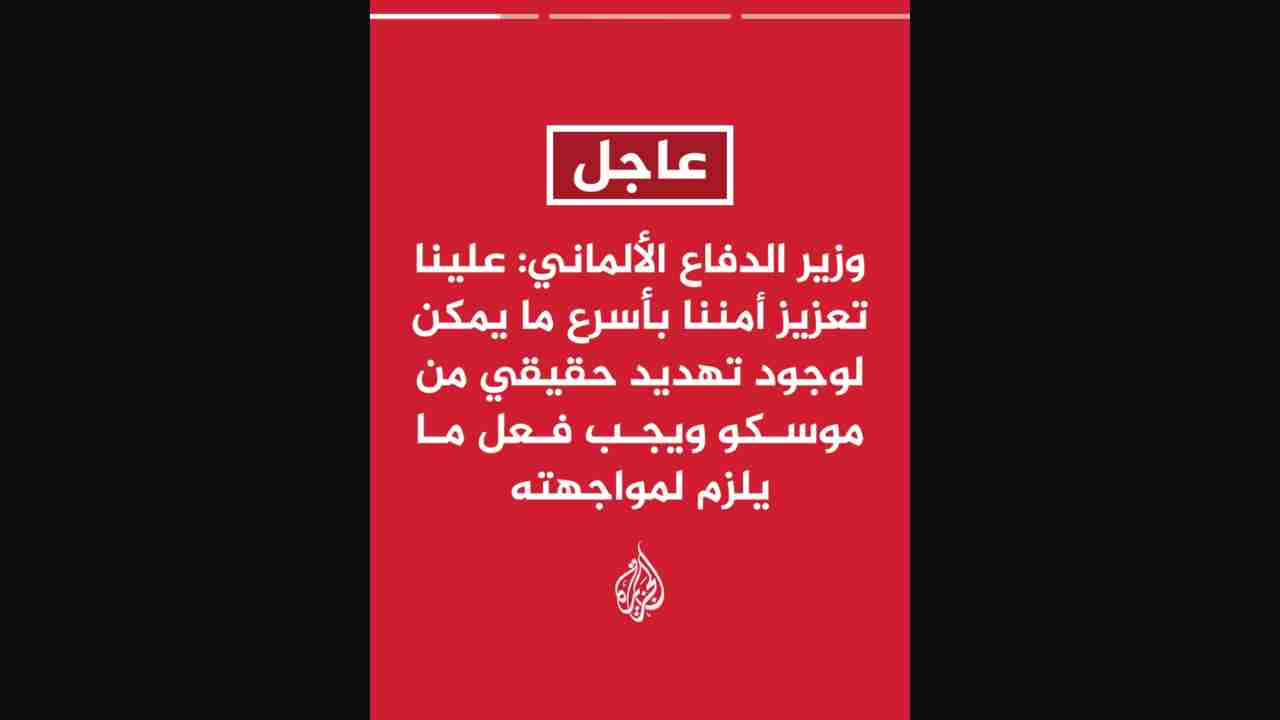 عاجل
وزير الدفاع الألماني: علينا
تعزيز أمننا بأسرع ما يمكن
لوجود تهديد حقيقي من
موسكو ويجب فعل ما
يلزم لمواجهته
الجزيرة